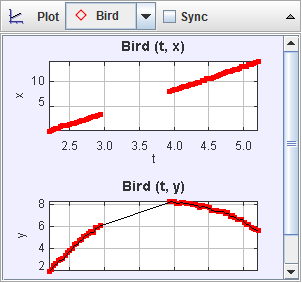 Plot Bird Sync
Bird (t, x)
x
10
5
2.5 3.0 3.5 4.0 4.5 5.0
t
Bird (t, y)
y
8
6
4
2